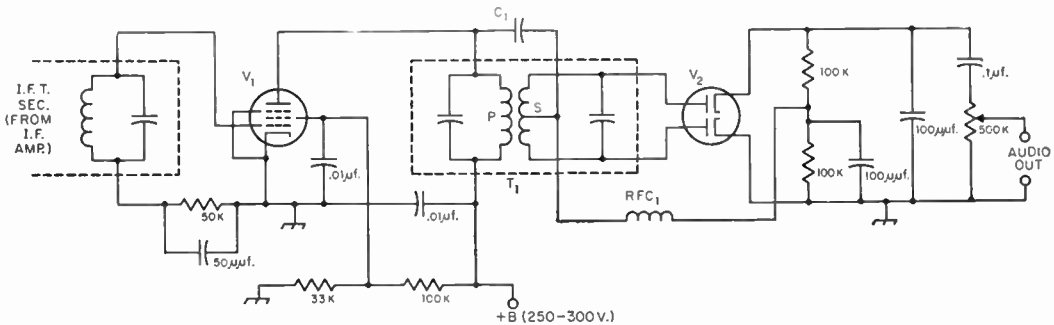 I.F.T.
SEC.
(FROM
I.F.
AMP.)
V1
50K
50µµf.
.01µf.
33K
100K
.01µf.
+B (250-300V.)
C1
P
S
T1
V2
RFC1
100K
100K
100µµf.
100µµf.
.1µf.
500K
AUDIO
OUT